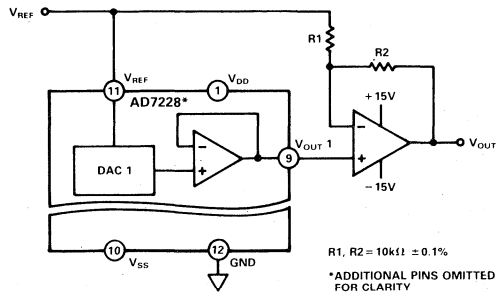 VREF
R1
R2
VREF
11
AD7228*
1
VDD
+15V
DAC 1
VOUT 1
9
VOUT
−15V
10
VSS
12
GND
R1, R2 = 10kΩ ±0.1%
*ADDITIONAL PINS OMITTED
FOR CLARITY